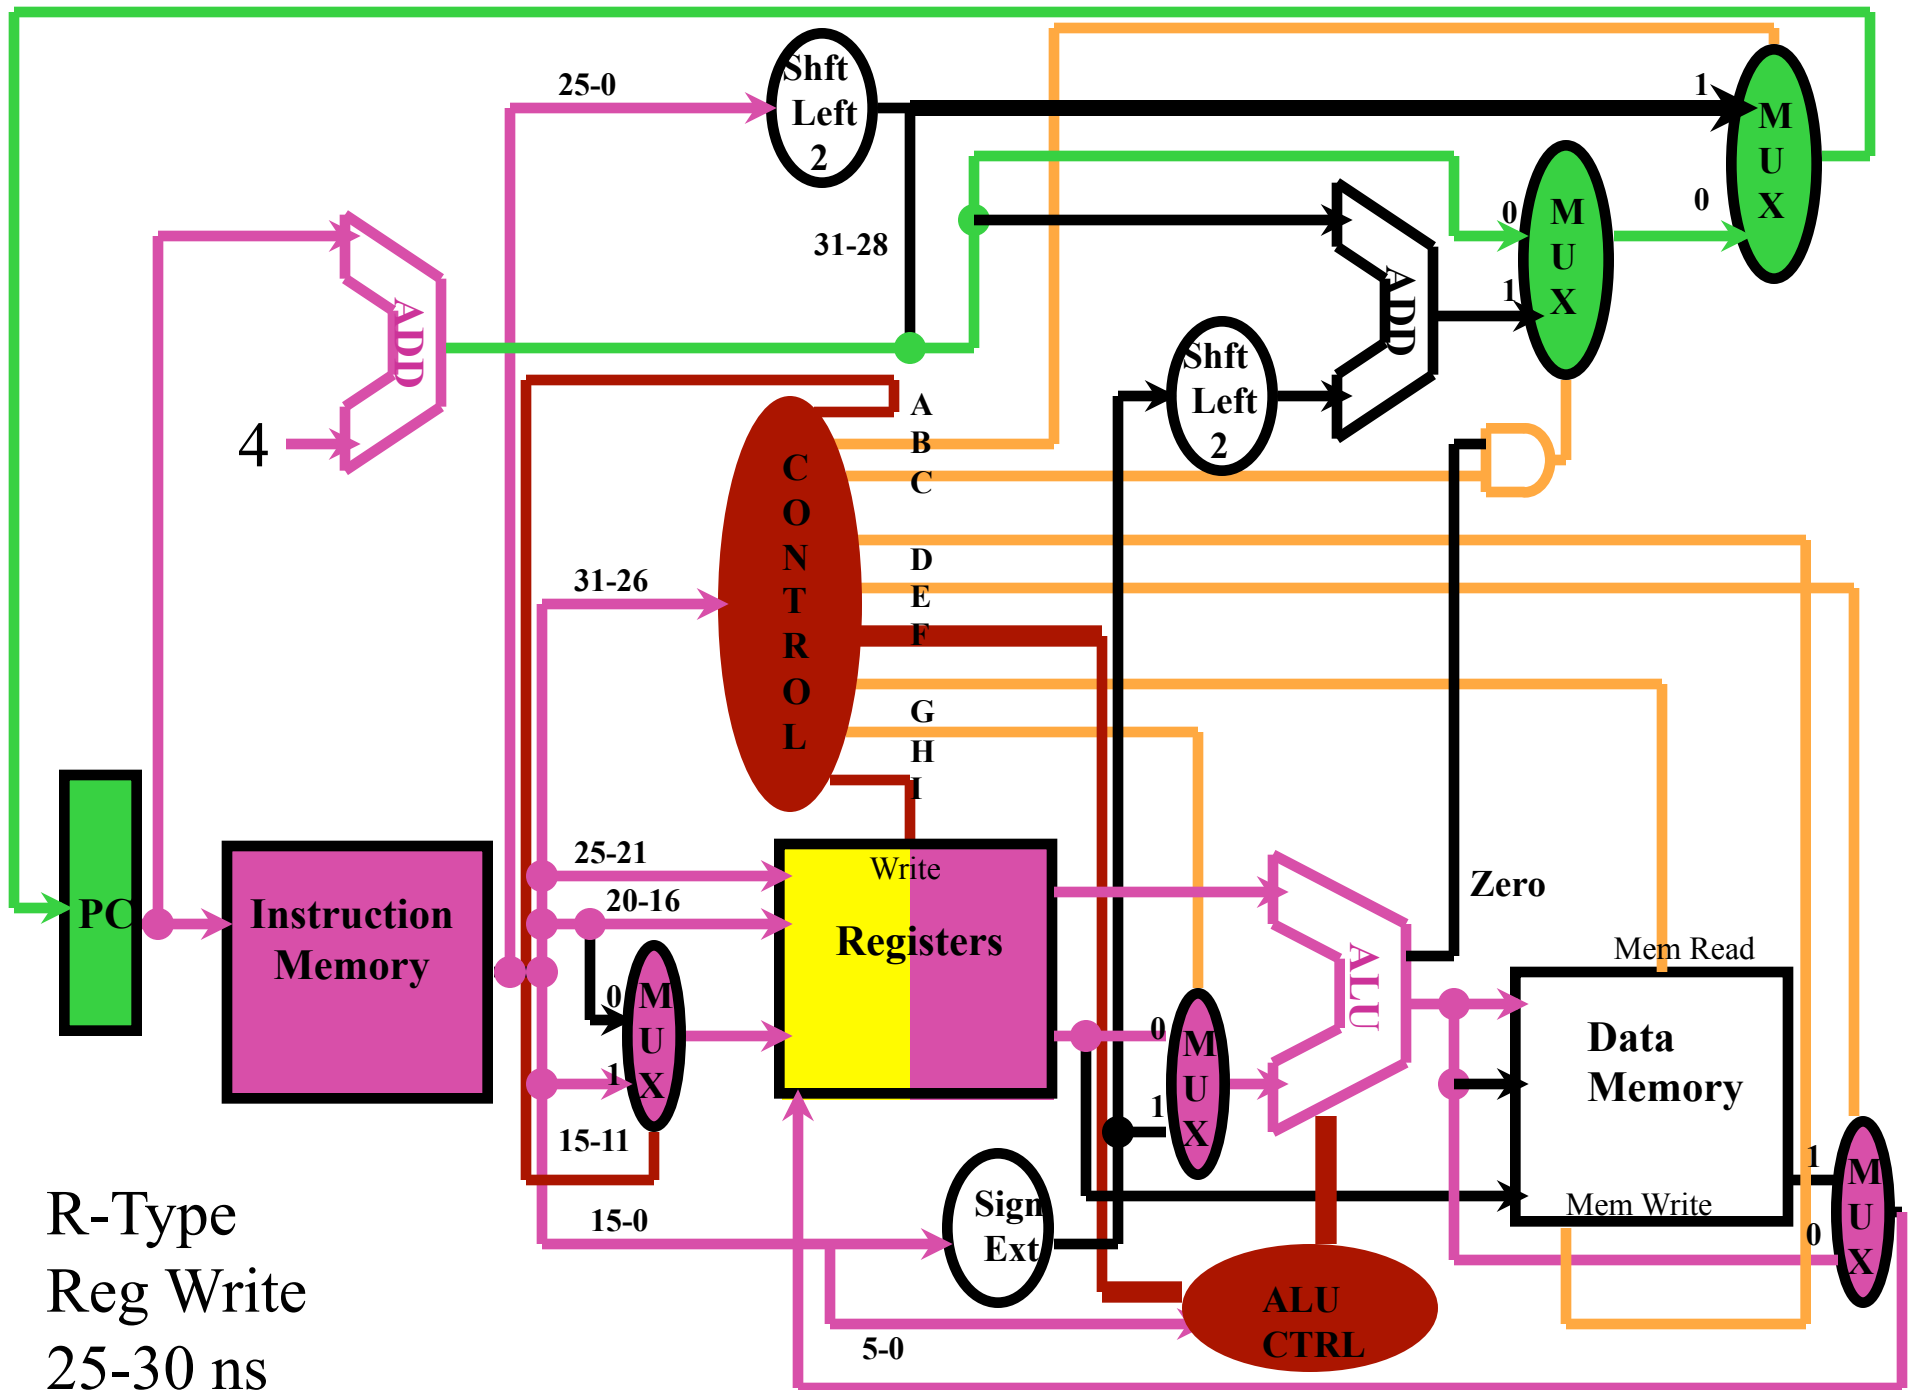 Shft
Left
2
25-0
1
M
U
X
0
31-28
0
M
U
X
1
ADD
ADD
4
Shft
Left
2
A
B
C
D
E
F
G
H
I
C
O
N
T
R
O
L
31-26
25-21
20-16
Write
Registers
PC
Instruction
Memory
0
M
U
X
1
15-11
15-0
0
M
U
X
1
ALU
Zero
Mem Read
Data
Memory
Mem Write
1
M
U
X
0
Sign
Ext
ALU
CTRL
5-0
R-Type
Reg Write
25-30 ns